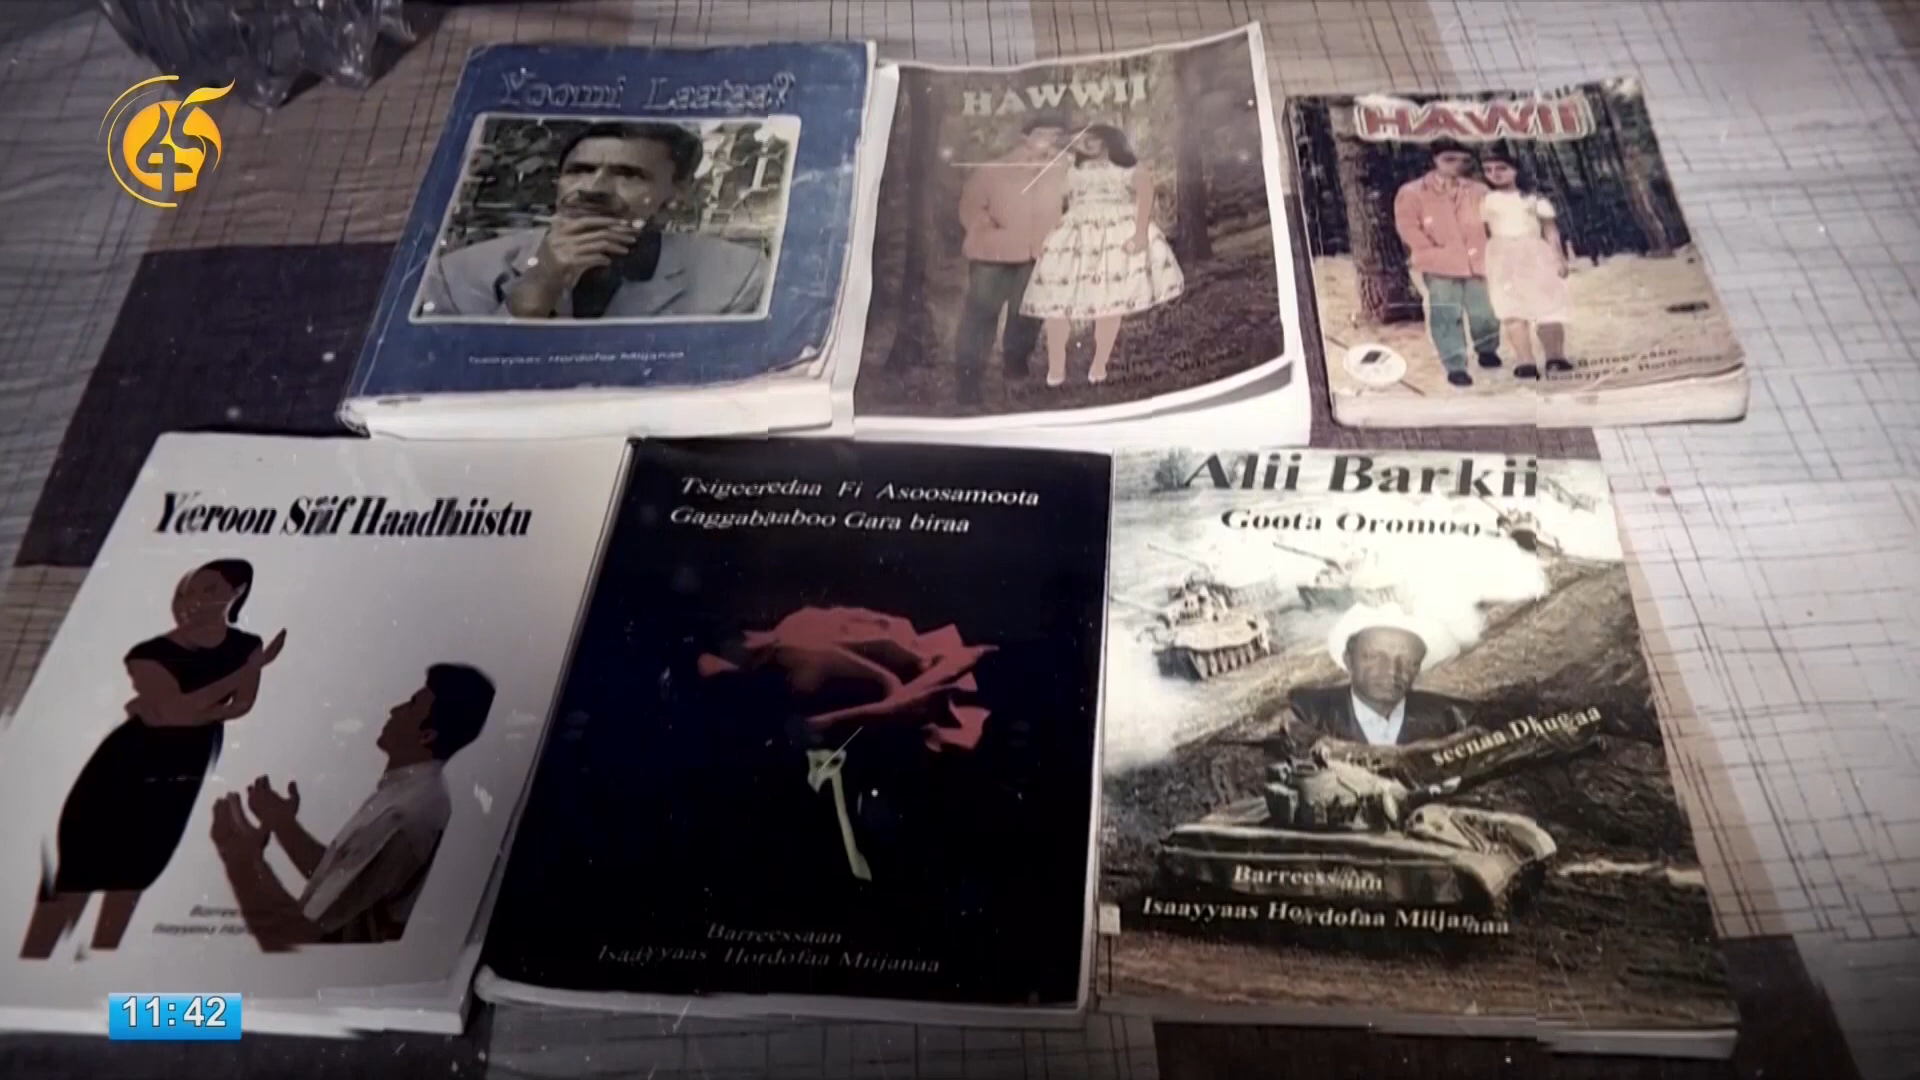 Yoomi Laataa?
Isaayyaas Hordofaa Miijanaa
HAWWII
HAWII
Barreessaan
Isaayyaas Hordofaa
Yeroon Siif Haadhiistu
Tsigeeredaa Fi Asoosamoota
Gaggabaaboo Gara biraa
Barreessaan
Isaayyaas Hordofaa Miijanaa
Alii Barkii
Goota Oromoo
seenaa Dhugaa
Barreessaan
Isaayyaas Hordofaa Miijanaa
11:42